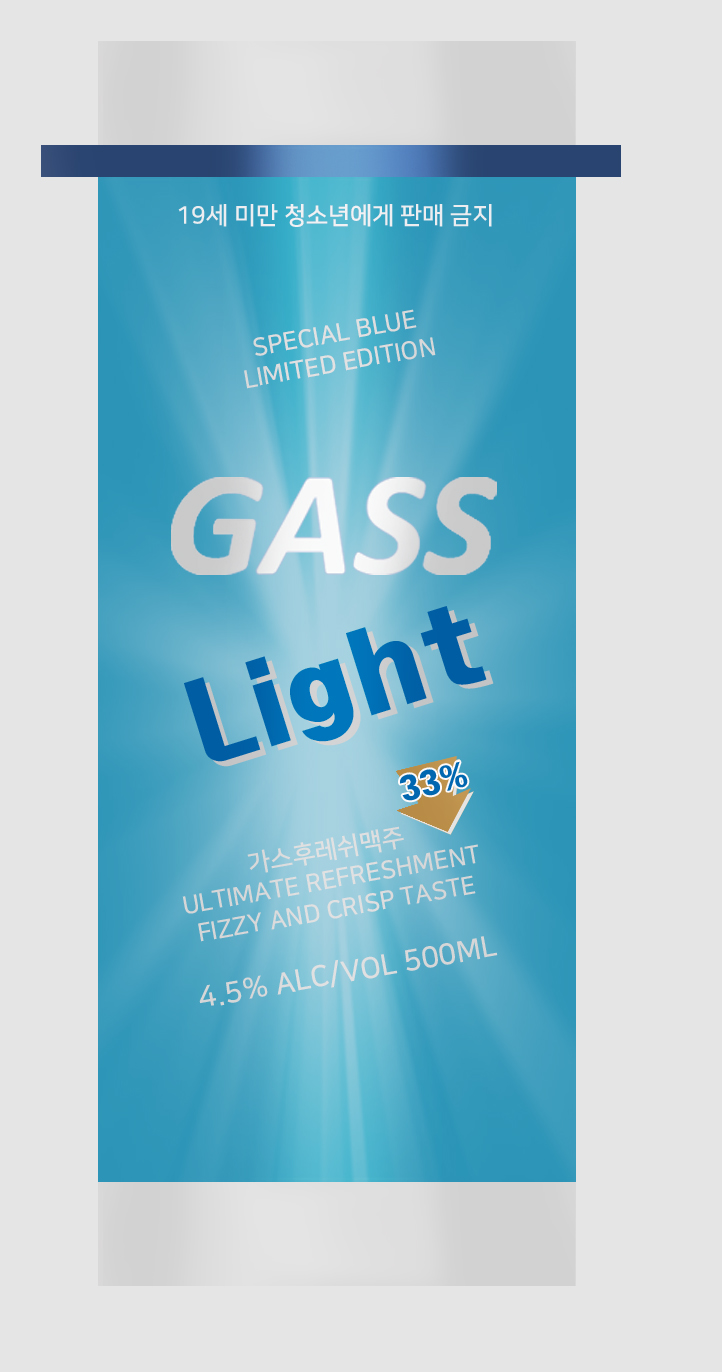 19세 미만 청소년에게 판매 금지
SPECIAL BLUE
LIMITED EDITION
GASS
Light
33%
가스후레쉬맥주
ULTIMATE REFRESHMENT
FIZZY AND CRISP TASTE
4.5% ALC/VOL 500ML